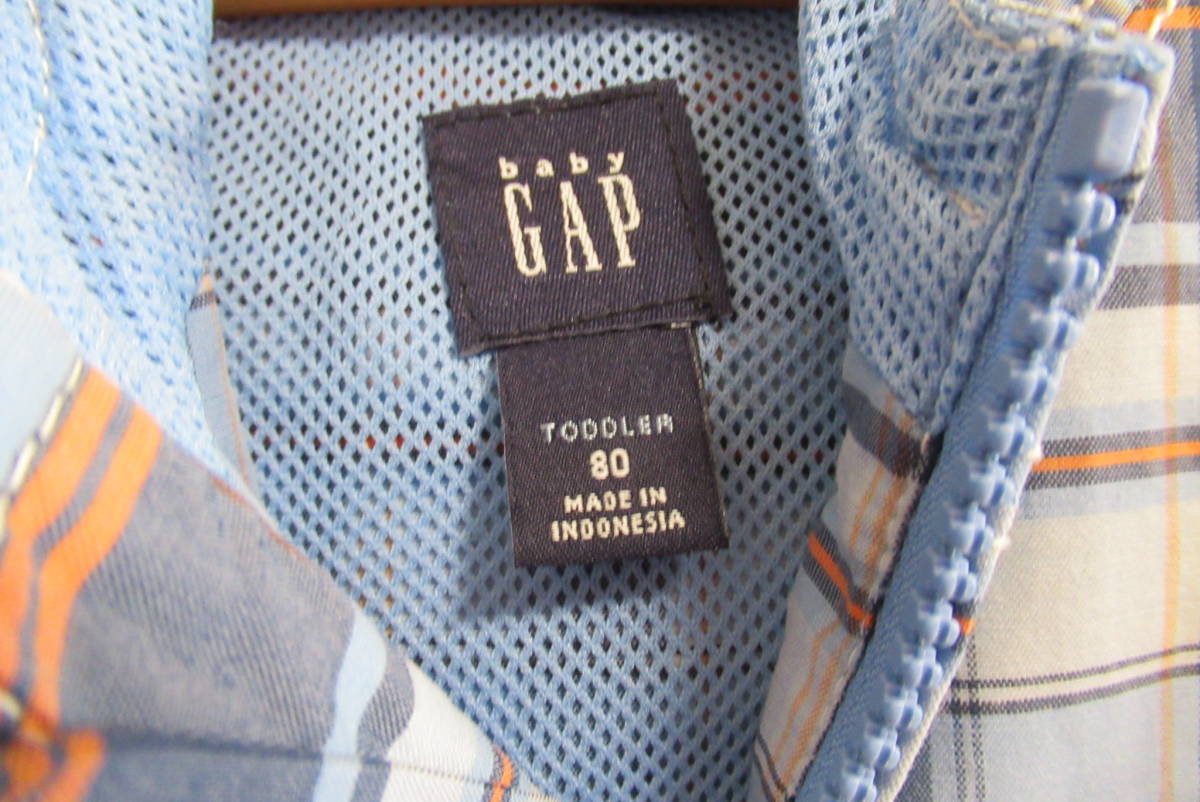 baby
GAP
TODDLER
80
MADE IN
INDONESIA